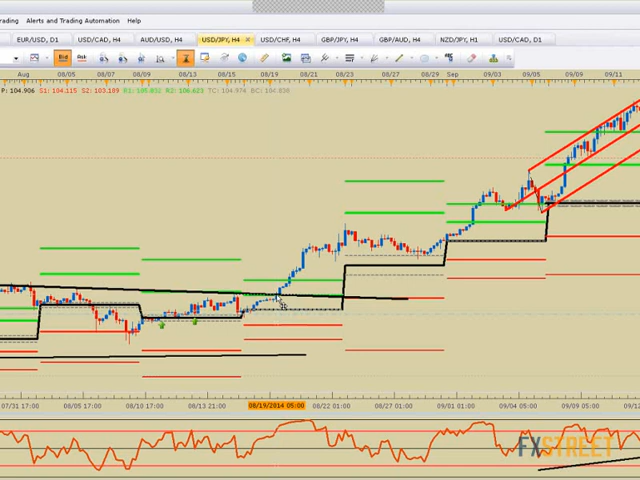 rading Alerts and Trading Automation Help
EUR/USD, D1 USD/CAD, H4 AUD/USD, H4 USD/JPY, H4 USD/CHF, H4 GBP/JPY, H4 GBP/AUD, H4 NZD/JPY, H1 USD/CAD, D1
Bid Ask
Aug 08/05 08/07 08/09 08/13 08/15 08/19 08/21 08/23 08/27 08/29 Sep 09/03 09/05 09/09 09/11
P: 104.906 S1: 104.115 S2: 103.189 R1: 105.832 R2: 106.623 TC: 104.974 BC: 104.838
07/31 17:00 08/05 17:00 08/10 17:00 08/13 21:00 08/19/2014 05:00 08/22 01:00 08/27 01:00 09/01 01:00 09/04 05:00 09/09 05:00 09/12
FXSTREET